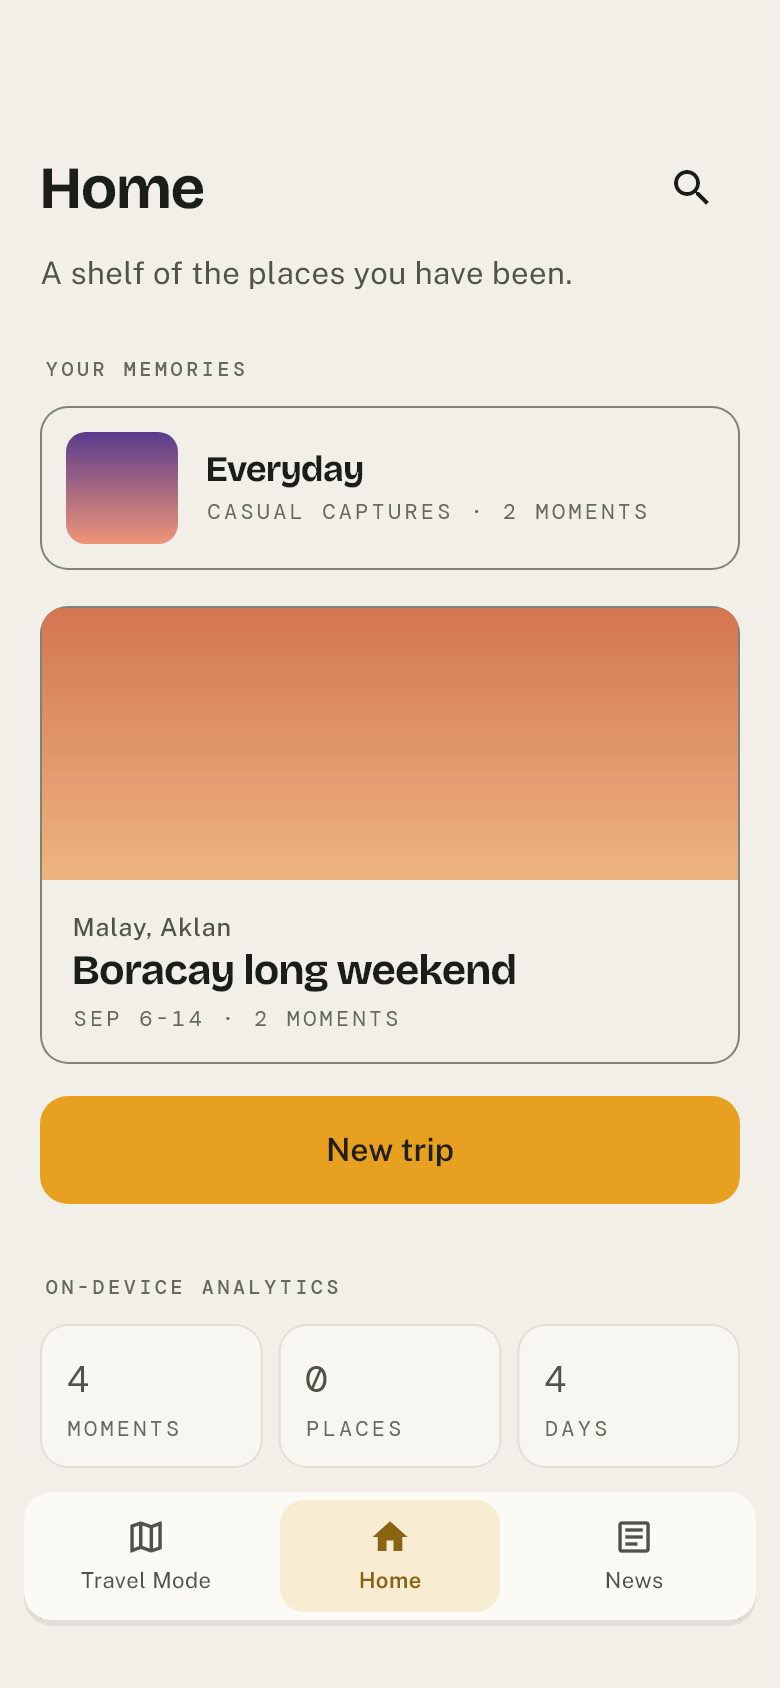 Home
A shelf of the places you have been.
YOUR MEMORIES
Everyday
CASUAL CAPTURES · 2 MOMENTS
Malay, Aklan
Boracay long weekend
SEP 6-14 · 2 MOMENTS
New trip
ON-DEVICE ANALYTICS
4
MOMENTS
0
PLACES
4
DAYS
Travel Mode
Home
News